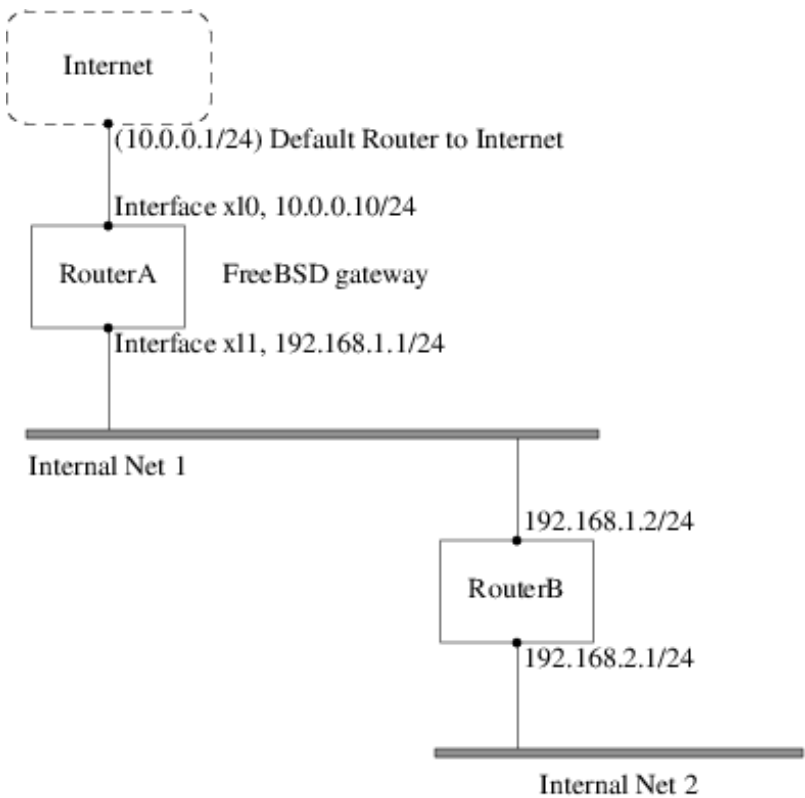 Internet
(10.0.0.1/24) Default Router to Internet
Interface xl0, 10.0.0.10/24
RouterA
FreeBSD gateway
Interface xl1, 192.168.1.1/24
Internal Net 1
192.168.1.2/24
RouterB
192.168.2.1/24
Internal Net 2